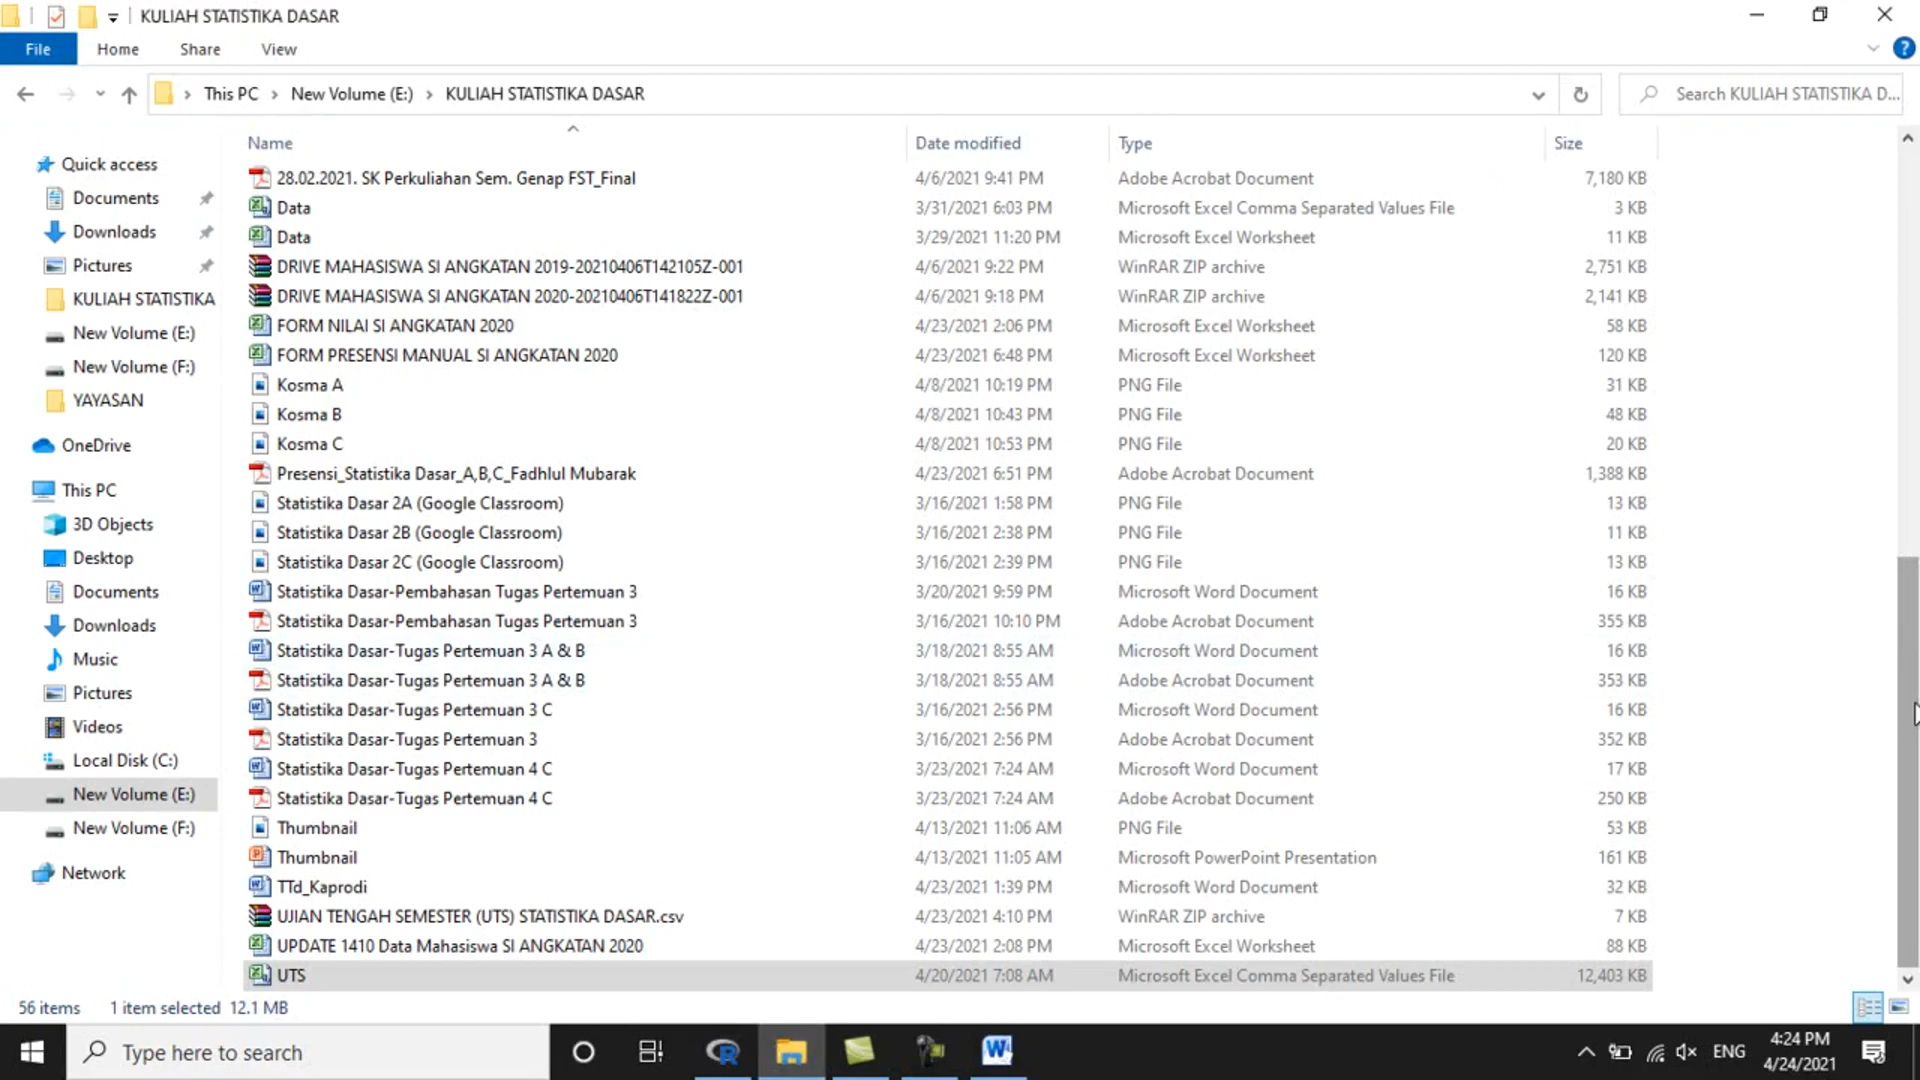 KULIAH STATISTIKA DASAR
File Home Share View
This PC New Volume (E:) KULIAH STATISTIKA DASAR Search KULIAH STATISTIKA D...
Name Date modified Type Size
Quick access
Documents
Downloads
Pictures
KULIAH STATISTIKA
New Volume (E:)
New Volume (F:)
YAYASAN
OneDrive
This PC
3D Objects
Desktop
Documents
Downloads
Music
Pictures
Videos
Local Disk (C:)
New Volume (E:)
New Volume (F:)
Network
28.02.2021. SK Perkuliahan Sem. Genap FST_Final 4/6/2021 9:41 PM Adobe Acrobat Document 7,180 KB
Data 3/31/2021 6:03 PM Microsoft Excel Comma Separated Values File 3 KB
Data 3/29/2021 11:20 PM Microsoft Excel Worksheet 11 KB
DRIVE MAHASISWA SI ANGKATAN 2019-20210406T142105Z-001 4/6/2021 9:22 PM WinRAR ZIP archive 2,751 KB
DRIVE MAHASISWA SI ANGKATAN 2020-20210406T141822Z-001 4/6/2021 9:18 PM WinRAR ZIP archive 2,141 KB
FORM NILAI SI ANGKATAN 2020 4/23/2021 2:06 PM Microsoft Excel Worksheet 58 KB
FORM PRESENSI MANUAL SI ANGKATAN 2020 4/23/2021 6:48 PM Microsoft Excel Worksheet 120 KB
Kosma A 4/8/2021 10:19 PM PNG File 31 KB
Kosma B 4/8/2021 10:43 PM PNG File 48 KB
Kosma C 4/8/2021 10:53 PM PNG File 20 KB
Presensi_Statistika Dasar_A,B,C_Fadhlul Mubarak 4/23/2021 6:51 PM Adobe Acrobat Document 1,388 KB
Statistika Dasar 2A (Google Classroom) 3/16/2021 1:58 PM PNG File 13 KB
Statistika Dasar 2B (Google Classroom) 3/16/2021 2:38 PM PNG File 11 KB
Statistika Dasar 2C (Google Classroom) 3/16/2021 2:39 PM PNG File 13 KB
Statistika Dasar-Pembahasan Tugas Pertemuan 3 3/20/2021 9:59 PM Microsoft Word Document 16 KB
Statistika Dasar-Pembahasan Tugas Pertemuan 3 3/16/2021 10:10 PM Adobe Acrobat Document 355 KB
Statistika Dasar-Tugas Pertemuan 3 A & B 3/18/2021 8:55 AM Microsoft Word Document 16 KB
Statistika Dasar-Tugas Pertemuan 3 A & B 3/18/2021 8:55 AM Adobe Acrobat Document 353 KB
Statistika Dasar-Tugas Pertemuan 3 C 3/16/2021 2:56 PM Microsoft Word Document 16 KB
Statistika Dasar-Tugas Pertemuan 3 3/16/2021 2:56 PM Adobe Acrobat Document 352 KB
Statistika Dasar-Tugas Pertemuan 4 C 3/23/2021 7:24 AM Microsoft Word Document 17 KB
Statistika Dasar-Tugas Pertemuan 4 C 3/23/2021 7:24 AM Adobe Acrobat Document 250 KB
Thumbnail 4/13/2021 11:06 AM PNG File 53 KB
Thumbnail 4/13/2021 11:05 AM Microsoft PowerPoint Presentation 161 KB
TTd_Kaprodi 4/23/2021 1:39 PM Microsoft Word Document 32 KB
UJIAN TENGAH SEMESTER (UTS) STATISTIKA DASAR.csv 4/23/2021 4:10 PM WinRAR ZIP archive 7 KB
UPDATE 1410 Data Mahasiswa SI ANGKATAN 2020 4/23/2021 2:08 PM Microsoft Excel Worksheet 88 KB
UTS 4/20/2021 7:08 AM Microsoft Excel Comma Separated Values File 12,403 KB
56 items 1 item selected 12.1 MB
Type here to search
ENG
4:24 PM
4/24/2021